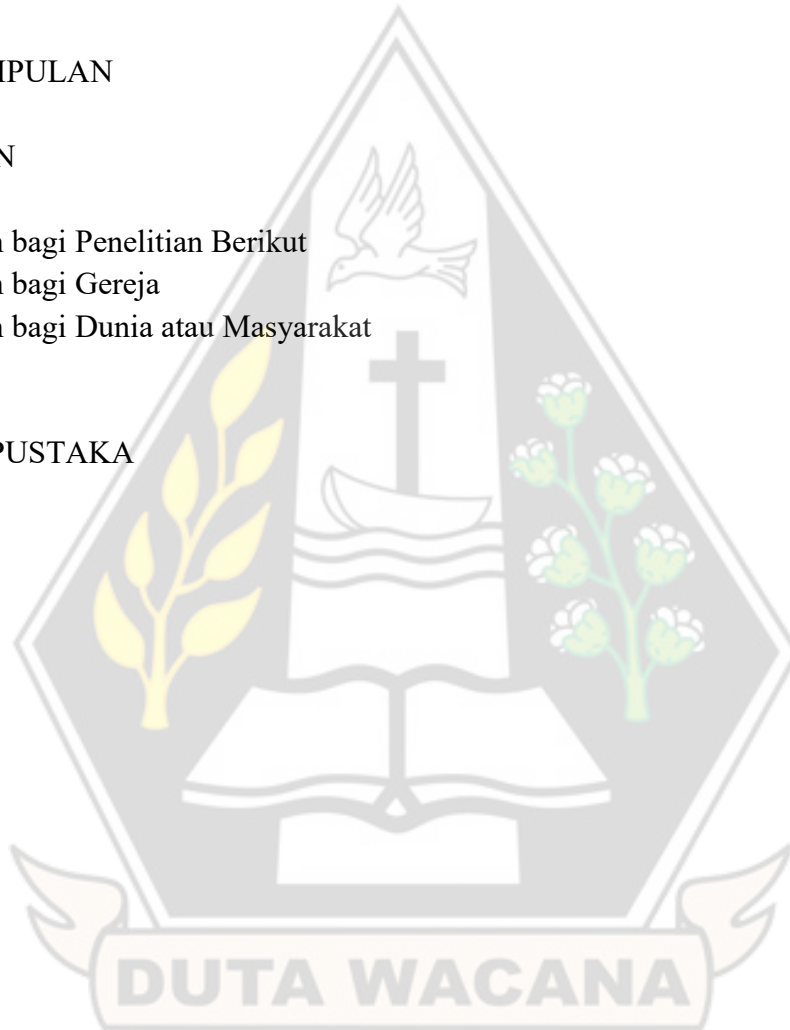 IPULAN
N
n bagi Penelitian Berikut
n bagi Gereja
n bagi Dunia atau Masyarakat
PUSTAKA
DUTA WACANA